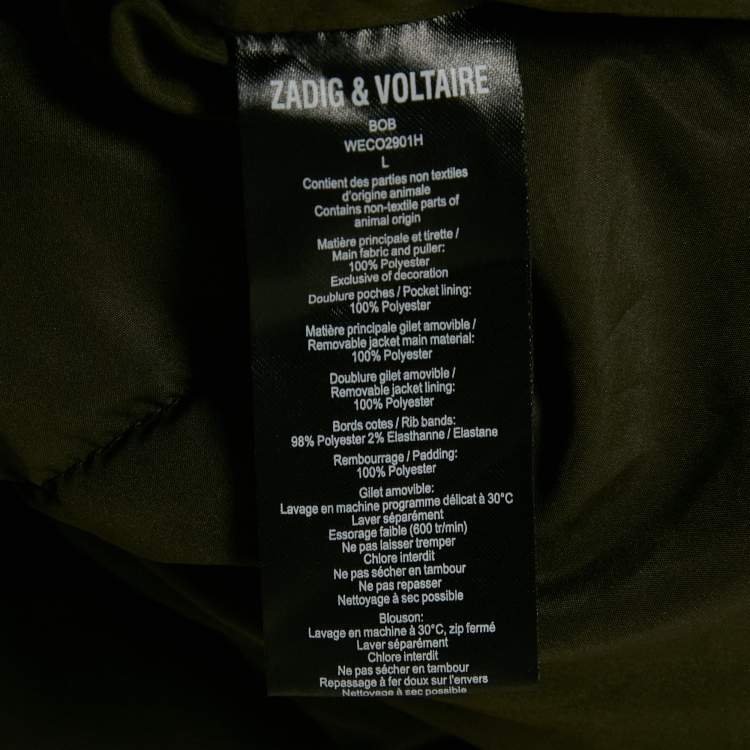 ZADIG & VOLTAIRE
BOB
WECO2901H
L
Contient des parties non textiles
d'origine animale
Contains non-textile parts of
animal origin
Matière principale et tirette /
Main fabric and puller:
100% Polyester
Exclusive of decoration
Doublure poches / Pocket lining:
100% Polyester
Matière principale gilet amovible /
Removable jacket main material:
100% Polyester
Doublure gilet amovible /
Removable jacket lining:
100% Polyester
Bords cotes / Rib bands:
98% Polyester 2% Elasthanne / Elastane
Rembourrage / Padding:
100% Polyester
Gilet amovible:
Lavage en machine programme délicat à 30°C
Laver séparément
Essorage faible (600 tr/min)
Ne pas laisser tremper
Chlore interdit
Ne pas sécher en tambour
Ne pas repasser
Nettoyage à sec possible
Blouson:
Lavage en machine à 30°C, zip fermé
Laver séparément
Chlore interdit
Ne pas sécher en tambour
Repassage à fer doux sur l'envers
Nettoyage à sec possible